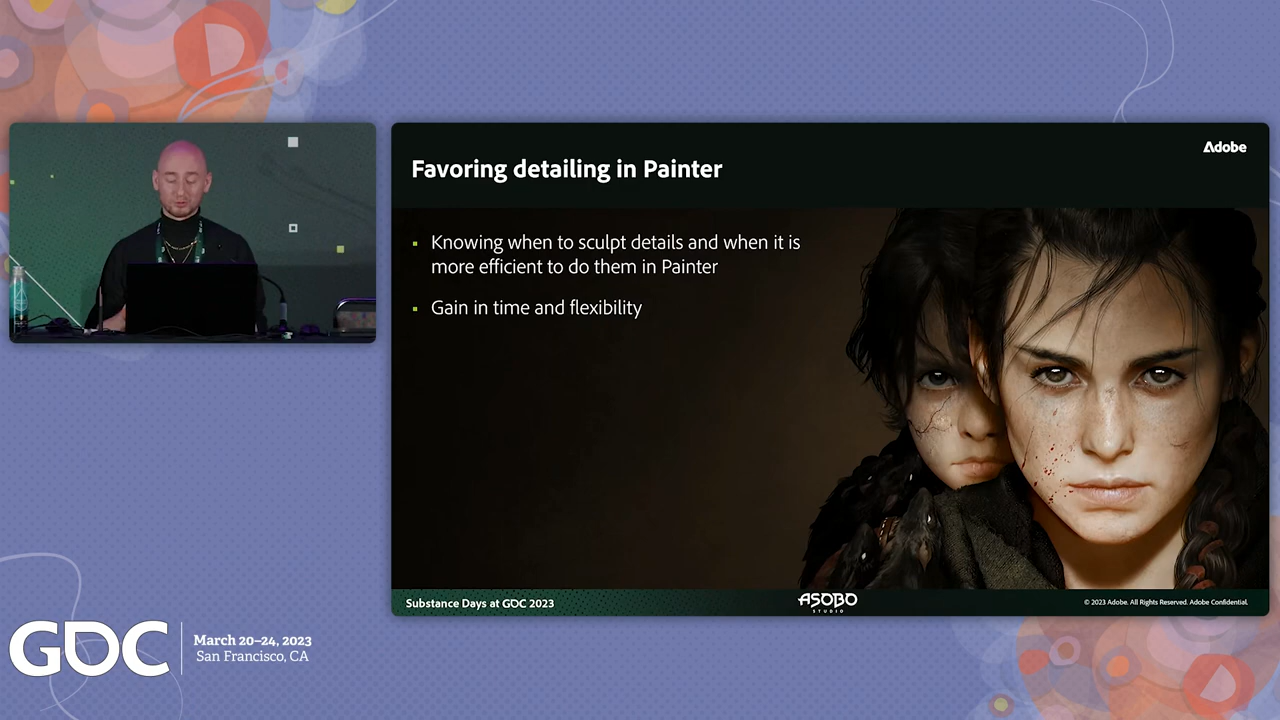 Adobe
Favoring detailing in Painter
▪ Knowing when to sculpt details and when it is
more efficient to do them in Painter
▪ Gain in time and flexibility
Substance Days at GDC 2023
ASOBO
STUDIO
© 2023 Adobe. All Rights Reserved. Adobe Confidential.
GDC
March 20–24, 2023
San Francisco, CA